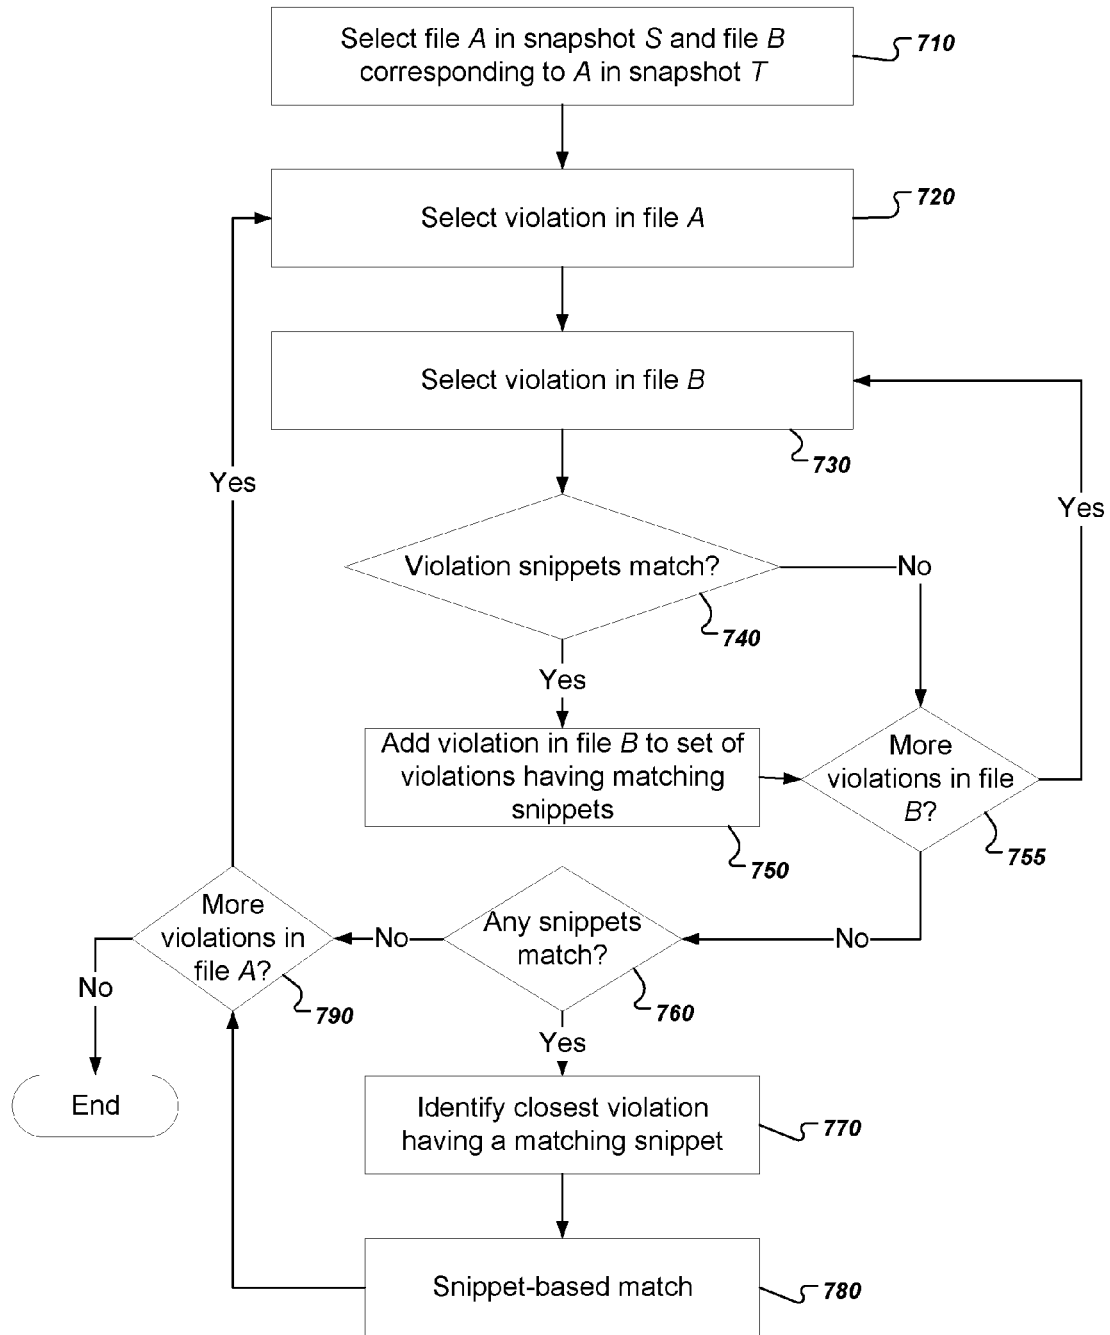 Select file A in snapshot S and file B
corresponding to A in snapshot T
710
Select violation in file A
720
Select violation in file B
730
Yes
Yes
Violation snippets match?
No
740
Yes
Add violation in file B to set of
violations having matching
snippets
750
More
violations in file
B?
755
More
violations in
file A?
790
No
Any snippets
match?
760
No
No
Yes
End
Identify closest violation
having a matching snippet
770
Snippet-based match
780